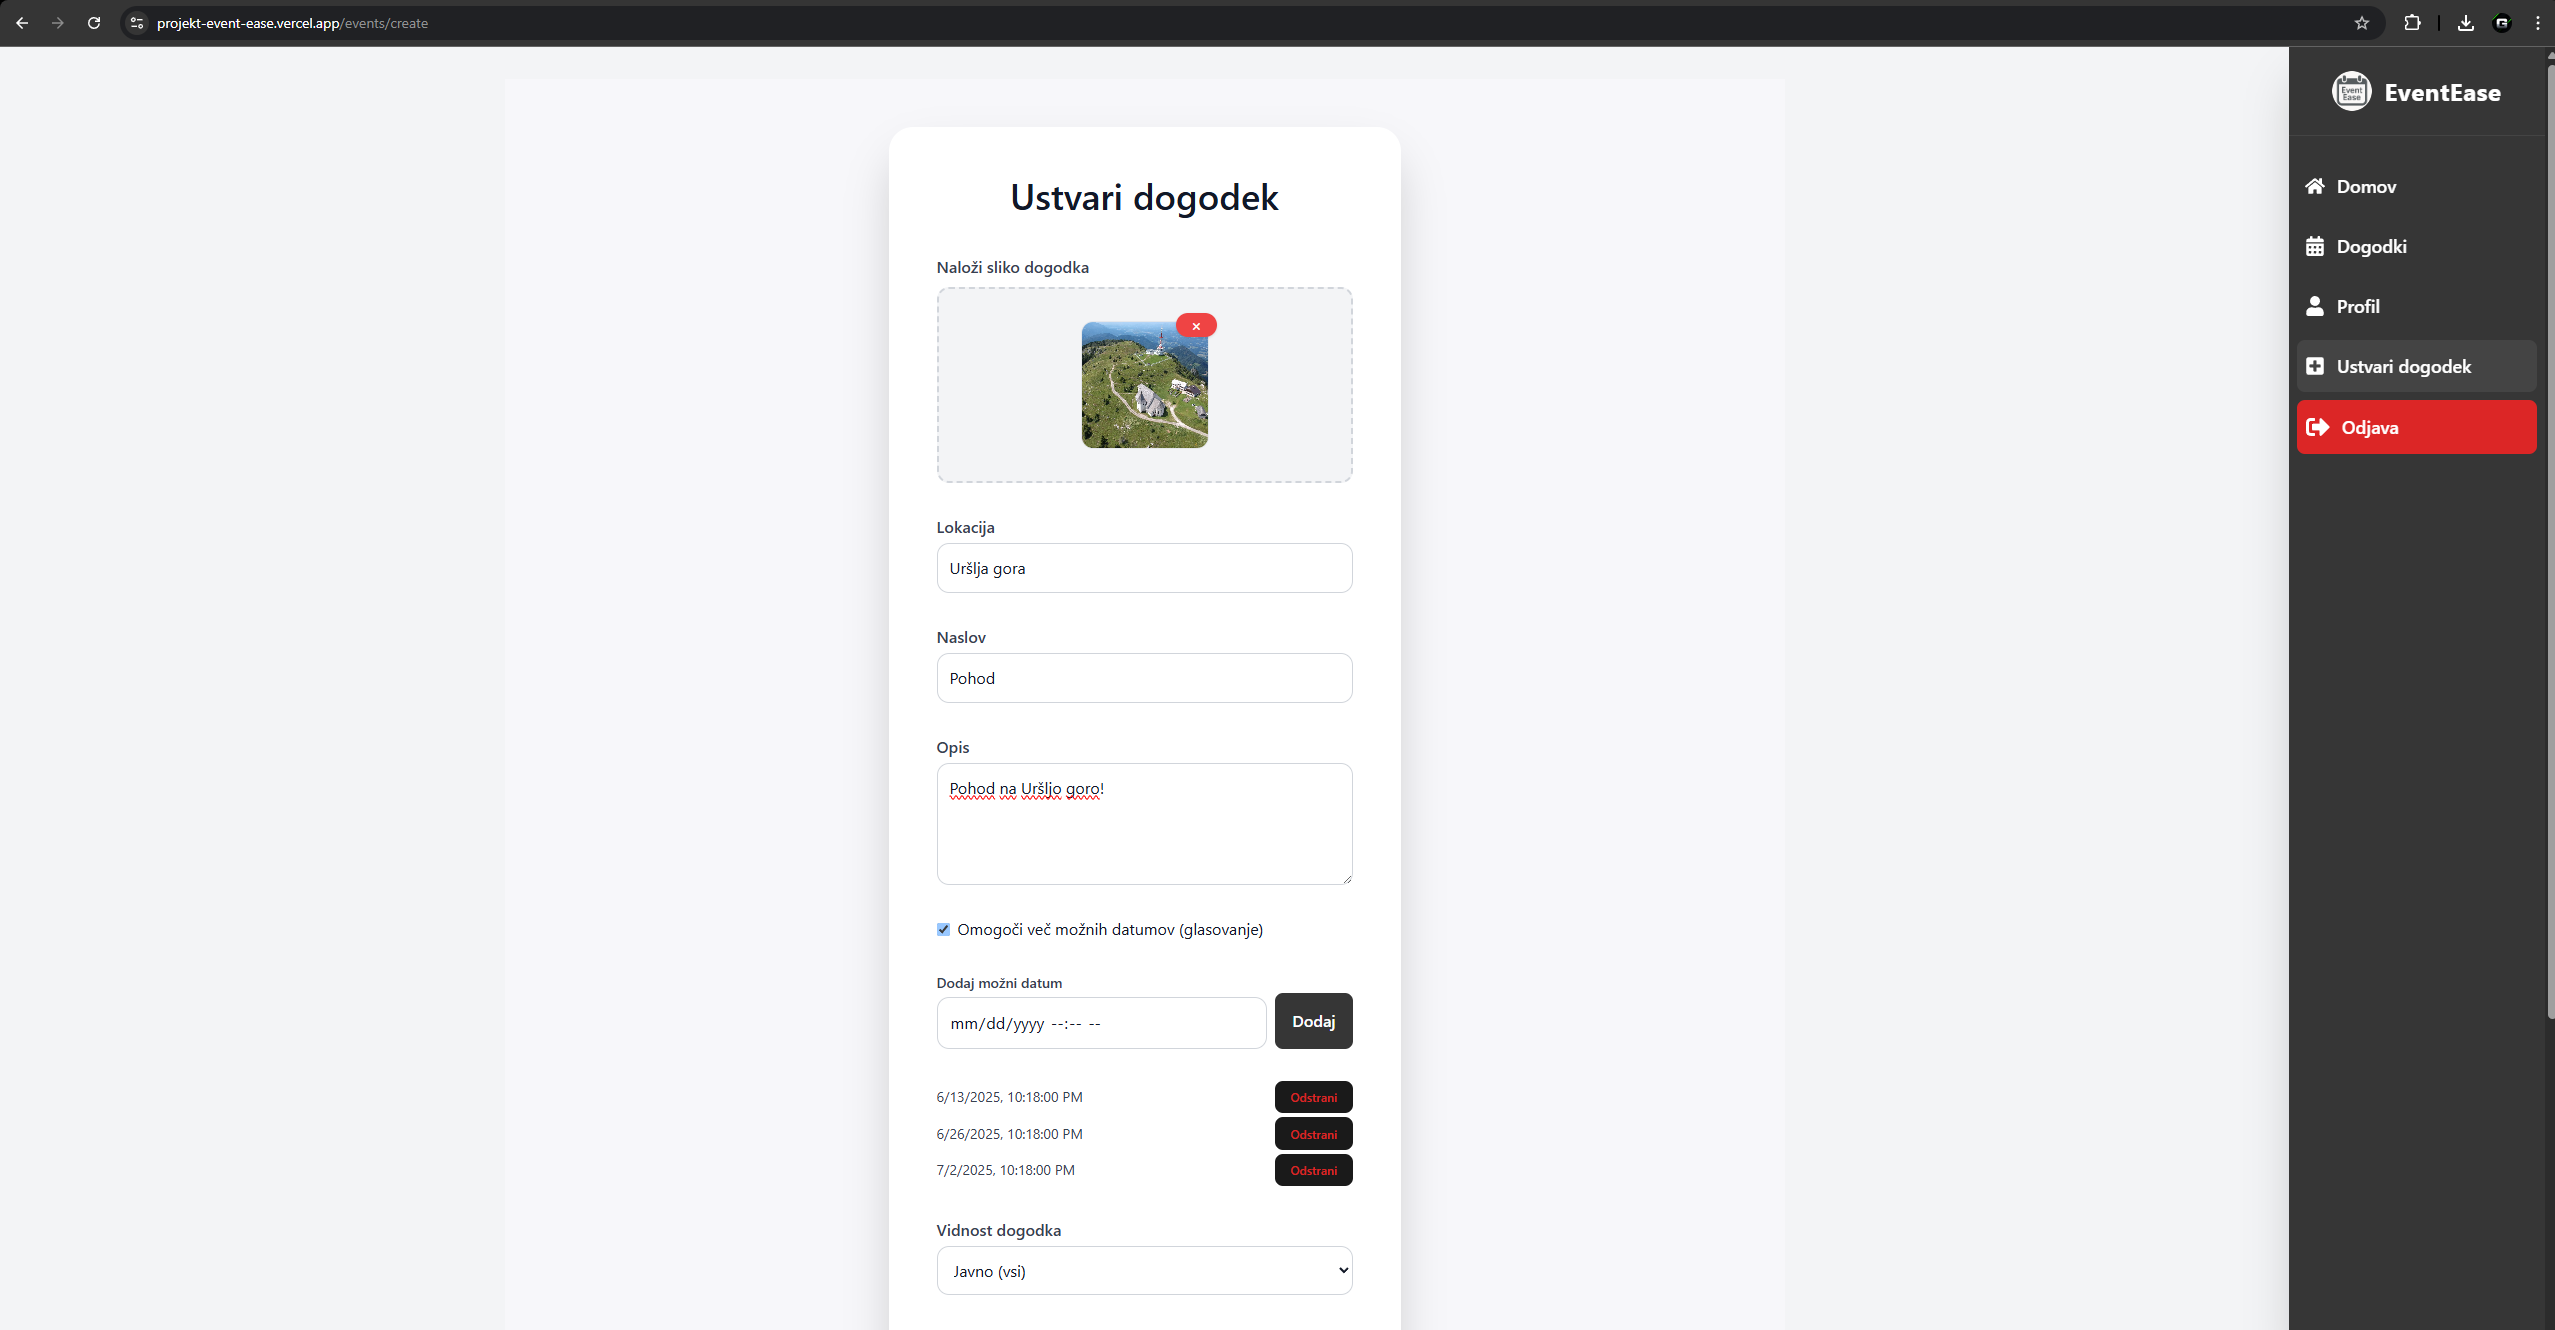 projekt-event-ease.vercel.app/events/create
Event Ease
EventEase
Domov
Dogodki
Profil
Ustvari dogodek
Odjava
Ustvari dogodek
Naloži sliko dogodka
×
Lokacija
Uršlja gora
Naslov
Pohod
Opis
Pohod na Uršljo goro!
Omogoči več možnih datumov (glasovanje)
Dodaj možni datum
mm/dd/yyyy --:-- --
Dodaj
6/13/2025, 10:18:00 PM
Odstrani
6/26/2025, 10:18:00 PM
Odstrani
7/2/2025, 10:18:00 PM
Odstrani
Vidnost dogodka
Javno (vsi)